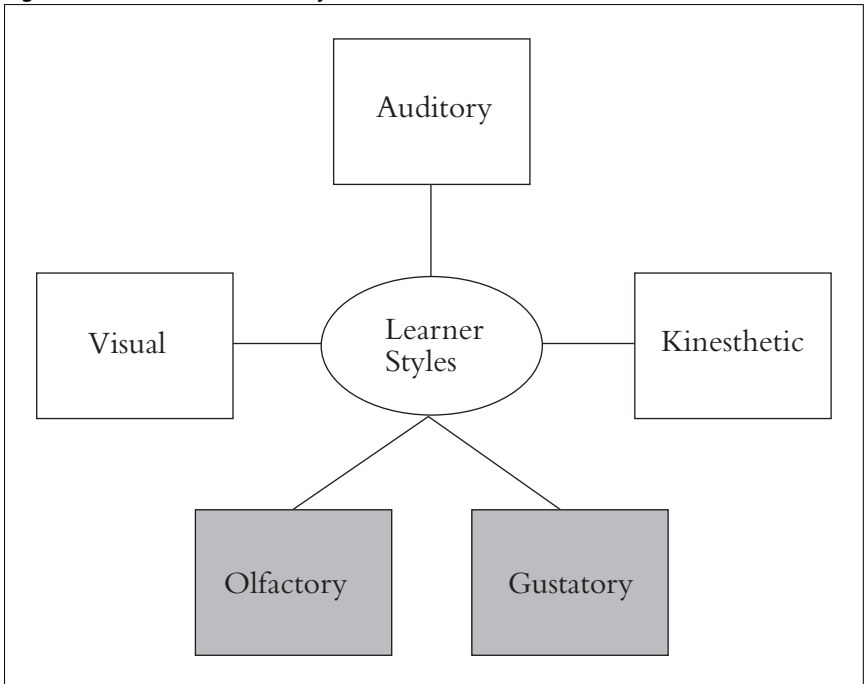 Auditory
Visual
Learner
Styles
Kinesthetic
Olfactory
Gustatory